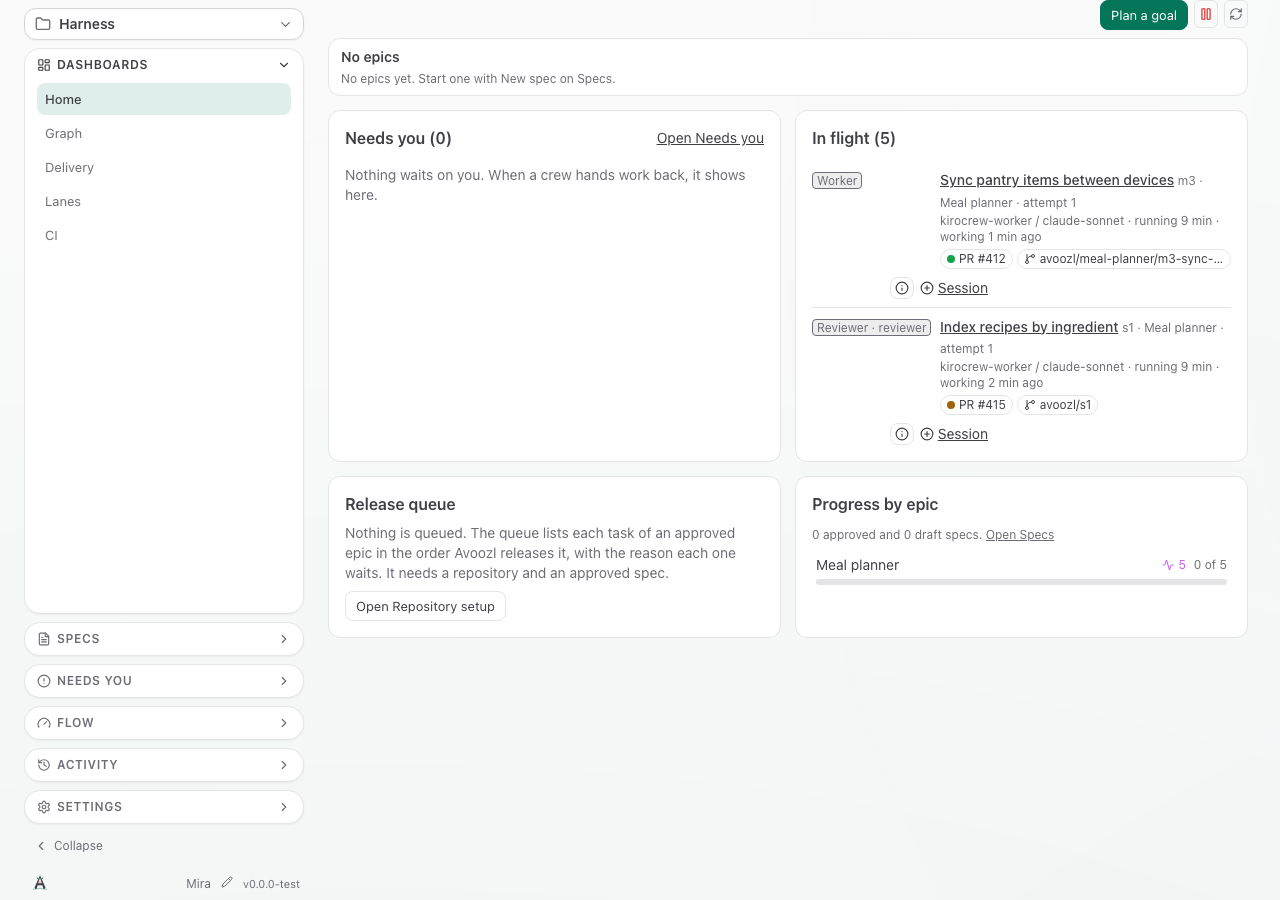 Harness
DASHBOARDS
Home
Graph
Delivery
Lanes
CI
SPECS
NEEDS YOU
FLOW
ACTIVITY
SETTINGS
Collapse
Mira v0.0.0-test
Plan a goal
No epics
No epics yet. Start one with New spec on Specs.
Needs you (0) Open Needs you
Nothing waits on you. When a crew hands work back, it shows
here.
In flight (5)
Worker Sync pantry items between devices m3 ·
Meal planner · attempt 1
kirocrew-worker / claude-sonnet · running 9 min ·
working 1 min ago
PR #412 avoozl/meal-planner/m3-sync-...
Session
Reviewer · reviewer Index recipes by ingredient s1 · Meal planner ·
attempt 1
kirocrew-worker / claude-sonnet · running 9 min ·
working 2 min ago
PR #415 avoozl/s1
Session
Release queue
Nothing is queued. The queue lists each task of an approved
epic in the order Avoozl releases it, with the reason each one
waits. It needs a repository and an approved spec.
Open Repository setup
Progress by epic
0 approved and 0 draft specs. Open Specs
Meal planner 5 0 of 5